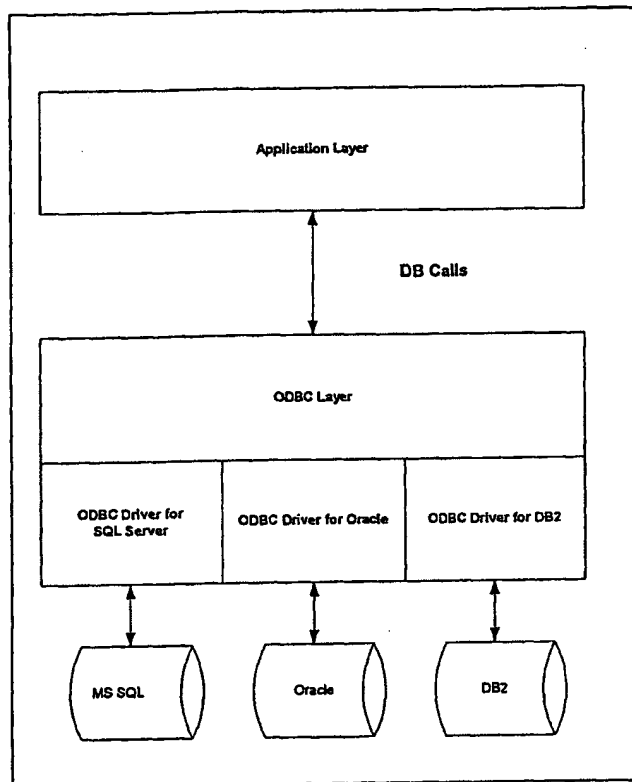 Application Layer
DB Calls
ODBC Layer
ODBC Driver for
SQL Server
ODBC Driver for Oracle
ODBC Driver for DB2
MS SQL
Oracle
DB2